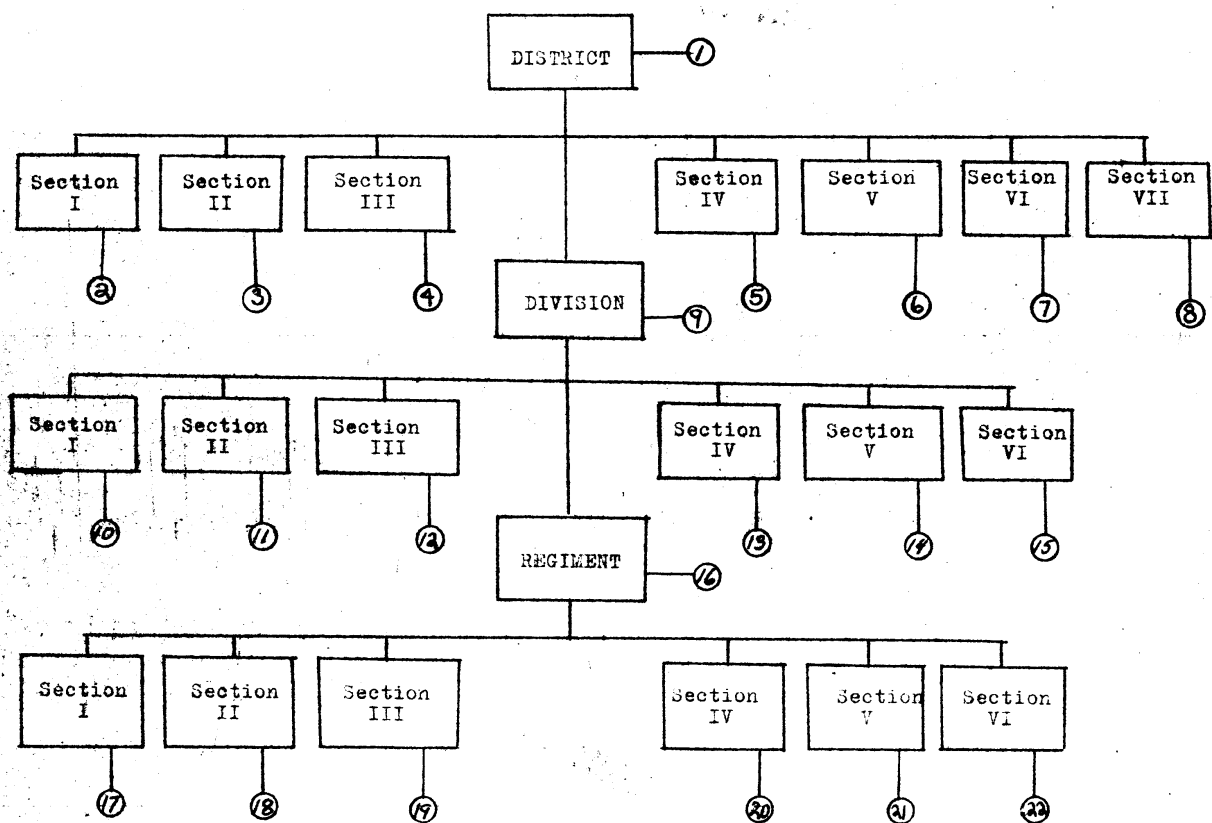 DISTRICT
1
Section
I
Section
II
Section
III
Section
IV
Section
V
Section
VI
Section
VII
2
3
4
5
6
7
8
DIVISION
9
Section
I
Section
II
Section
III
Section
IV
Section
V
Section
VI
10
11
12
13
14
15
REGIMENT
16
Section
I
Section
II
Section
III
Section
IV
Section
V
Section
VI
17
18
19
20
21
22